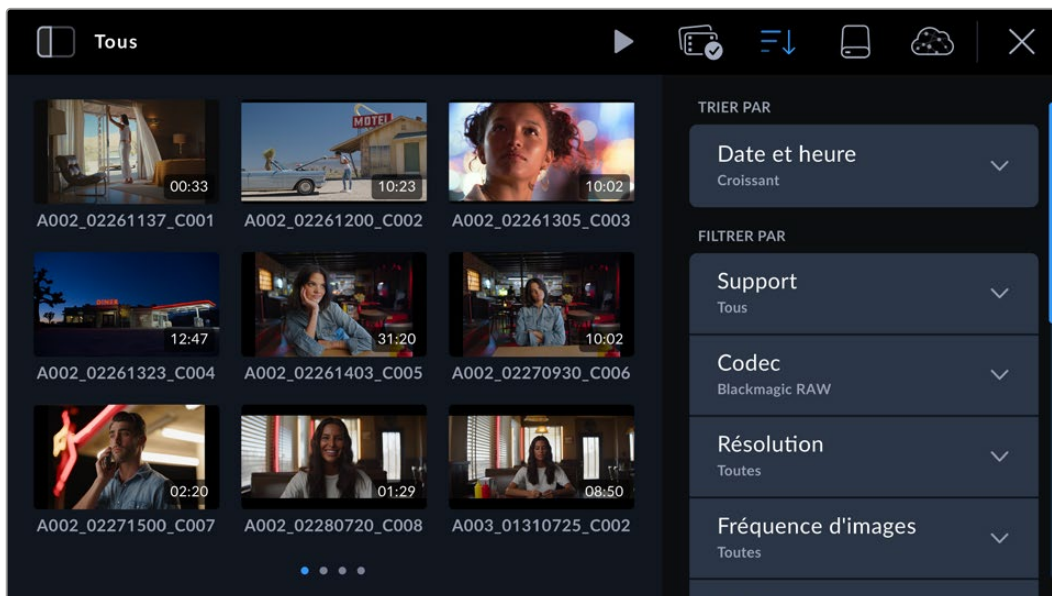 Tous
MOTEL
00:33
10:23
10:02
A002_02261137_C001
A002_02261200_C002
A002_02261305_C003
DINER
12:47
31:20
10:02
A002_02261323_C004
A002_02261403_C005
A002_02270930_C006
02:20
01:29
08:50
A002_02271500_C007
A002_02280720_C008
A003_01310725_C002
TRIER PAR
Date et heure
Croissant
FILTRER PAR
Support
Tous
Codec
Blackmagic RAW
Résolution
Toutes
Fréquence d'images
Toutes